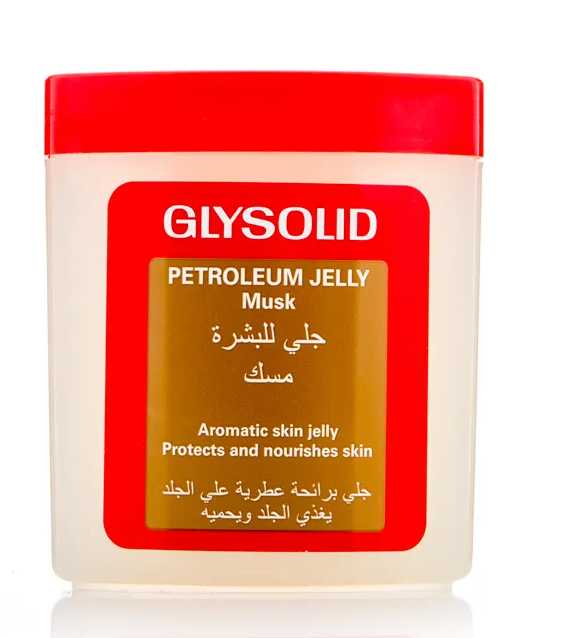 GLYSOLID
PETROLEUM JELLY
Musk
جلي للبشرة
مسك
Aromatic skin jelly
Protects and nourishes skin
جلي برائحة عطرية علي الجلد
يغذي الجلد ويحميه